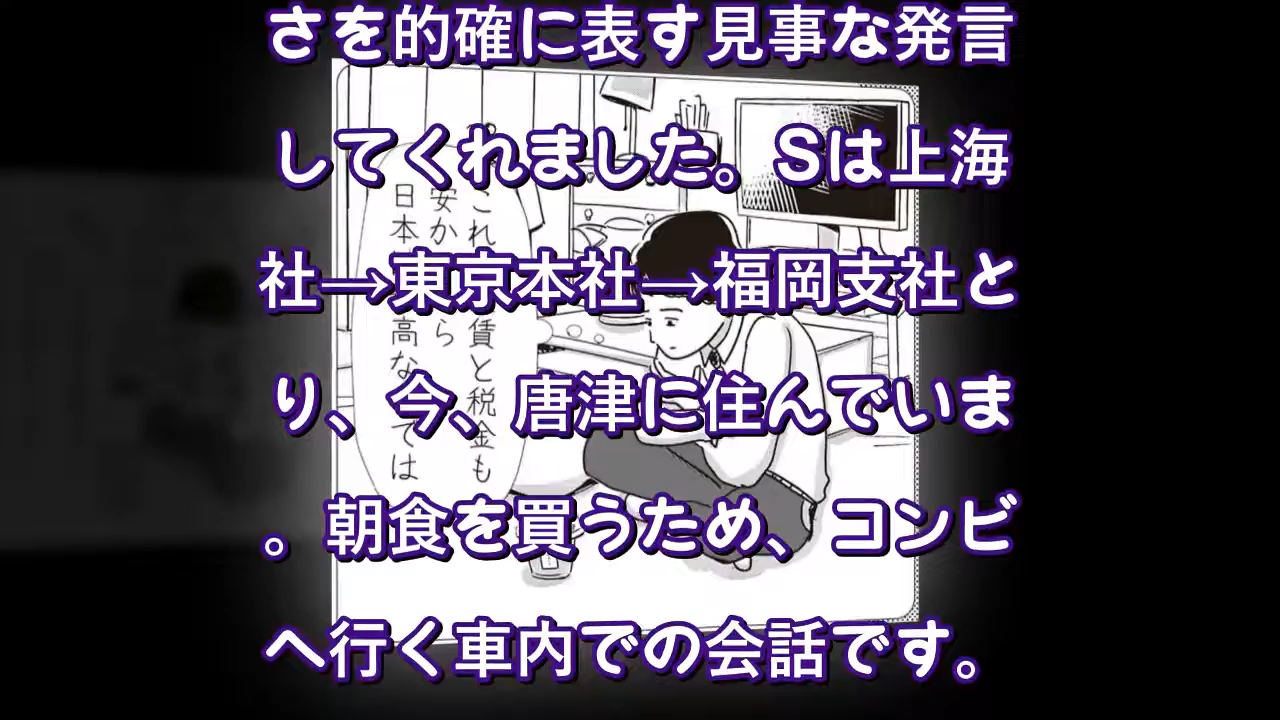 さを的確に表す見事な発言
してくれました。Sは上海
社→東京本社→福岡支社と
り、今、唐津に住んでいま
。朝食を買うため、コンビ
へ行く車内での会話です。
これ
賃と税金も
安か
ら
日本
高な
ては